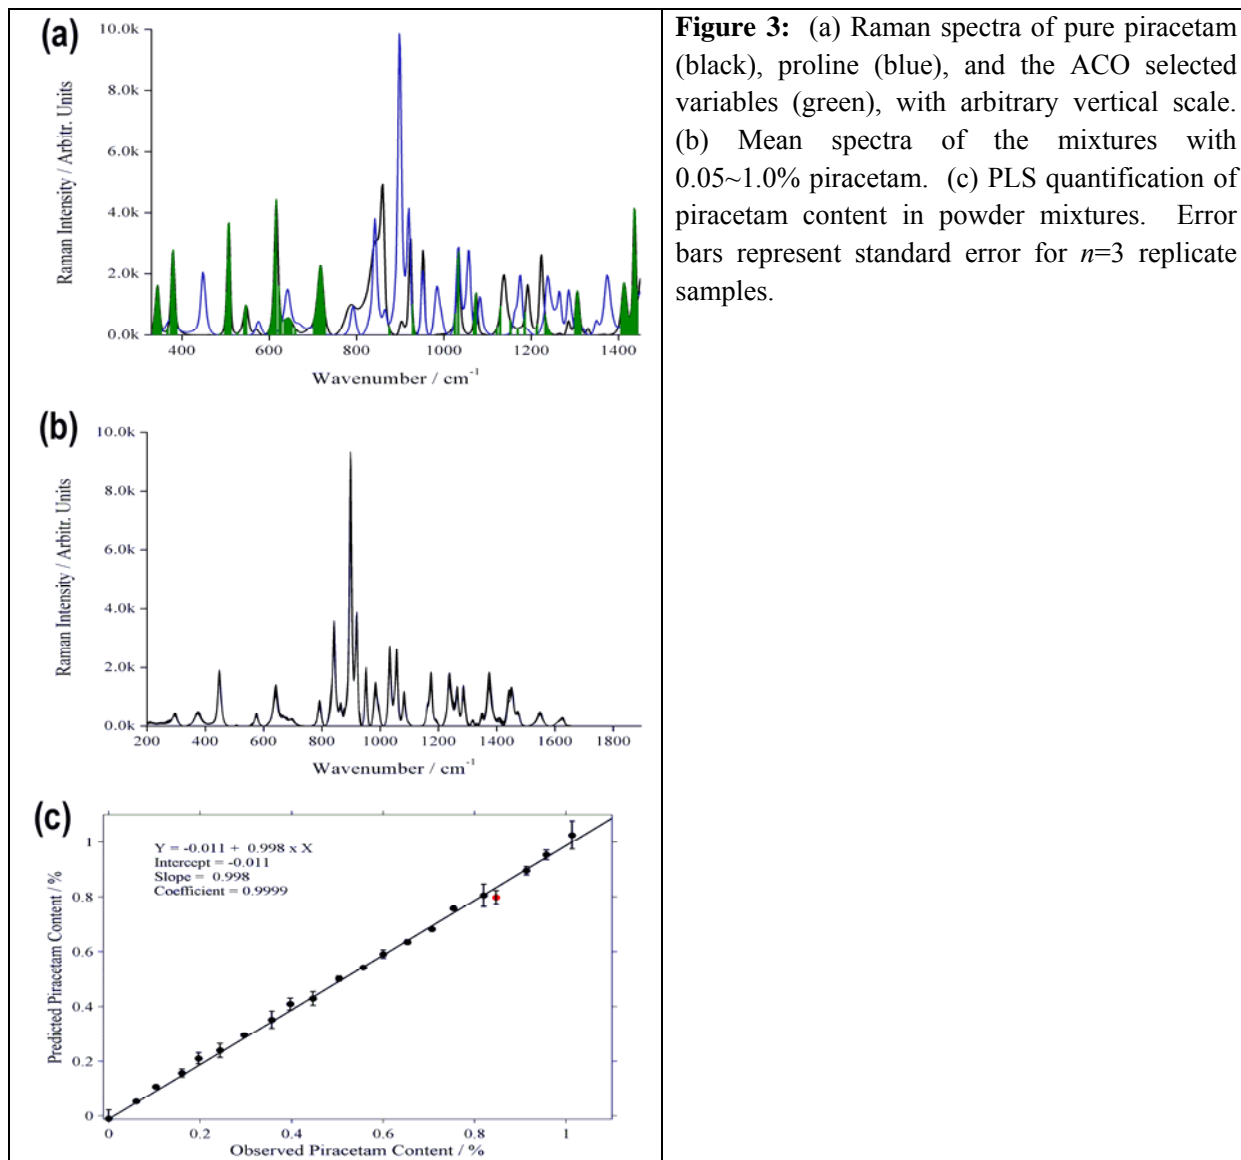 (a)
10.0k
8.0k
6.0k
4.0k
2.0k
0.0k
Raman Intensity / Arbitr. Units
400 600 800 1000 1200 1400
Wavenumber / cm-1
(b)
10.0k
8.0k
6.0k
4.0k
2.0k
0.0k
Raman Intensity / Arbitr. Units
200 400 600 800 1000 1200 1400 1600 1800
Wavenumber / cm-1
(c)
Y = -0.011 + 0.998 x X
Intercept = -0.011
Slope = 0.998
Coefficient = 0.9999
1
0.8
0.6
0.4
0.2
0
Predicted Piracetam Content / %
0 0.2 0.4 0.6 0.8 1
Observed Piracetam Content / %
Figure 3: (a) Raman spectra of pure piracetam
(black), proline (blue), and the ACO selected
variables (green), with arbitrary vertical scale.
(b) Mean spectra of the mixtures with
0.05~1.0% piracetam. (c) PLS quantification of
piracetam content in powder mixtures. Error
bars represent standard error for n=3 replicate
samples.